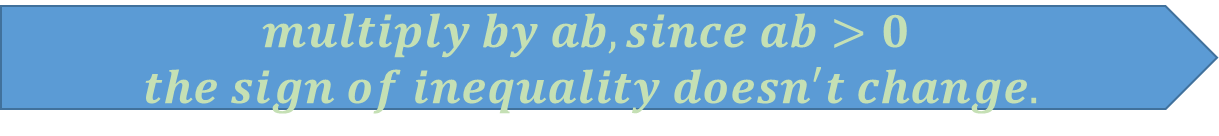 multiply by ab, since ab > 0
the sign of inequality doesn't change.